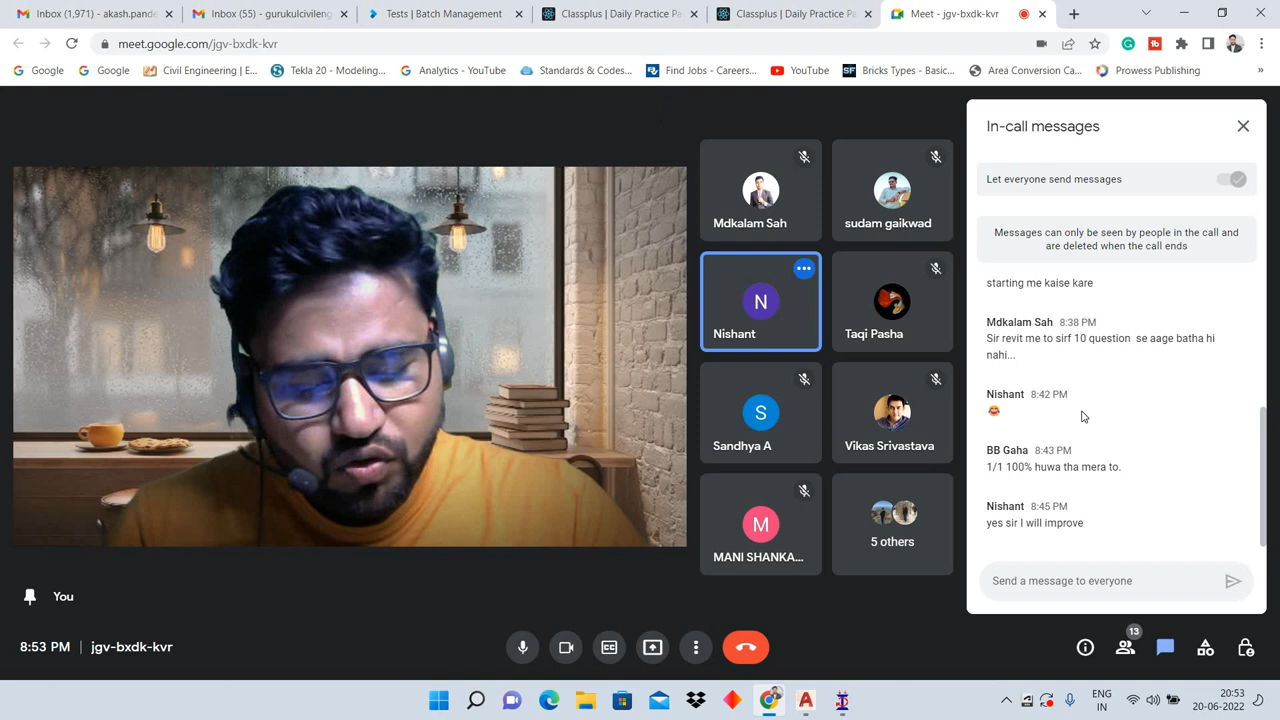 Inbox (1,971) - akash.pande
Inbox (55) - gurukulcivileng
Tests | Batch Management
Classplus | Daily Practice Pa
Classplus | Daily Practice Pa
Meet - jgv-bxdk-kvr
meet.google.com/jgv-bxdk-kvr
Google
Google
Civil Engineering | E...
Tekla 20 - Modeling...
Analytics - YouTube
Standards & Codes...
Find Jobs - Careers...
YouTube
Bricks Types - Basic...
Area Conversion Ca...
Prowess Publishing
»
In-call messages
Let everyone send messages
Messages can only be seen by people in the call and
are deleted when the call ends
starting me kaise kare
Mdkalam Sah 8:38 PM
Sir revit me to sirf 10 question se aage batha hi
nahi...
Nishant 8:42 PM
BB Gaha 8:43 PM
1/1 100% huwa tha mera to.
Nishant 8:45 PM
yes sir I will improve
Send a message to everyone
Mdkalam Sah
sudam gaikwad
N
Nishant
Taqi Pasha
S
Sandhya A
Vikas Srivastava
M
MANI SHANKA...
5 others
You
8:53 PM | jgv-bxdk-kvr
CC
13
ENG
IN
20:53
20-06-2022